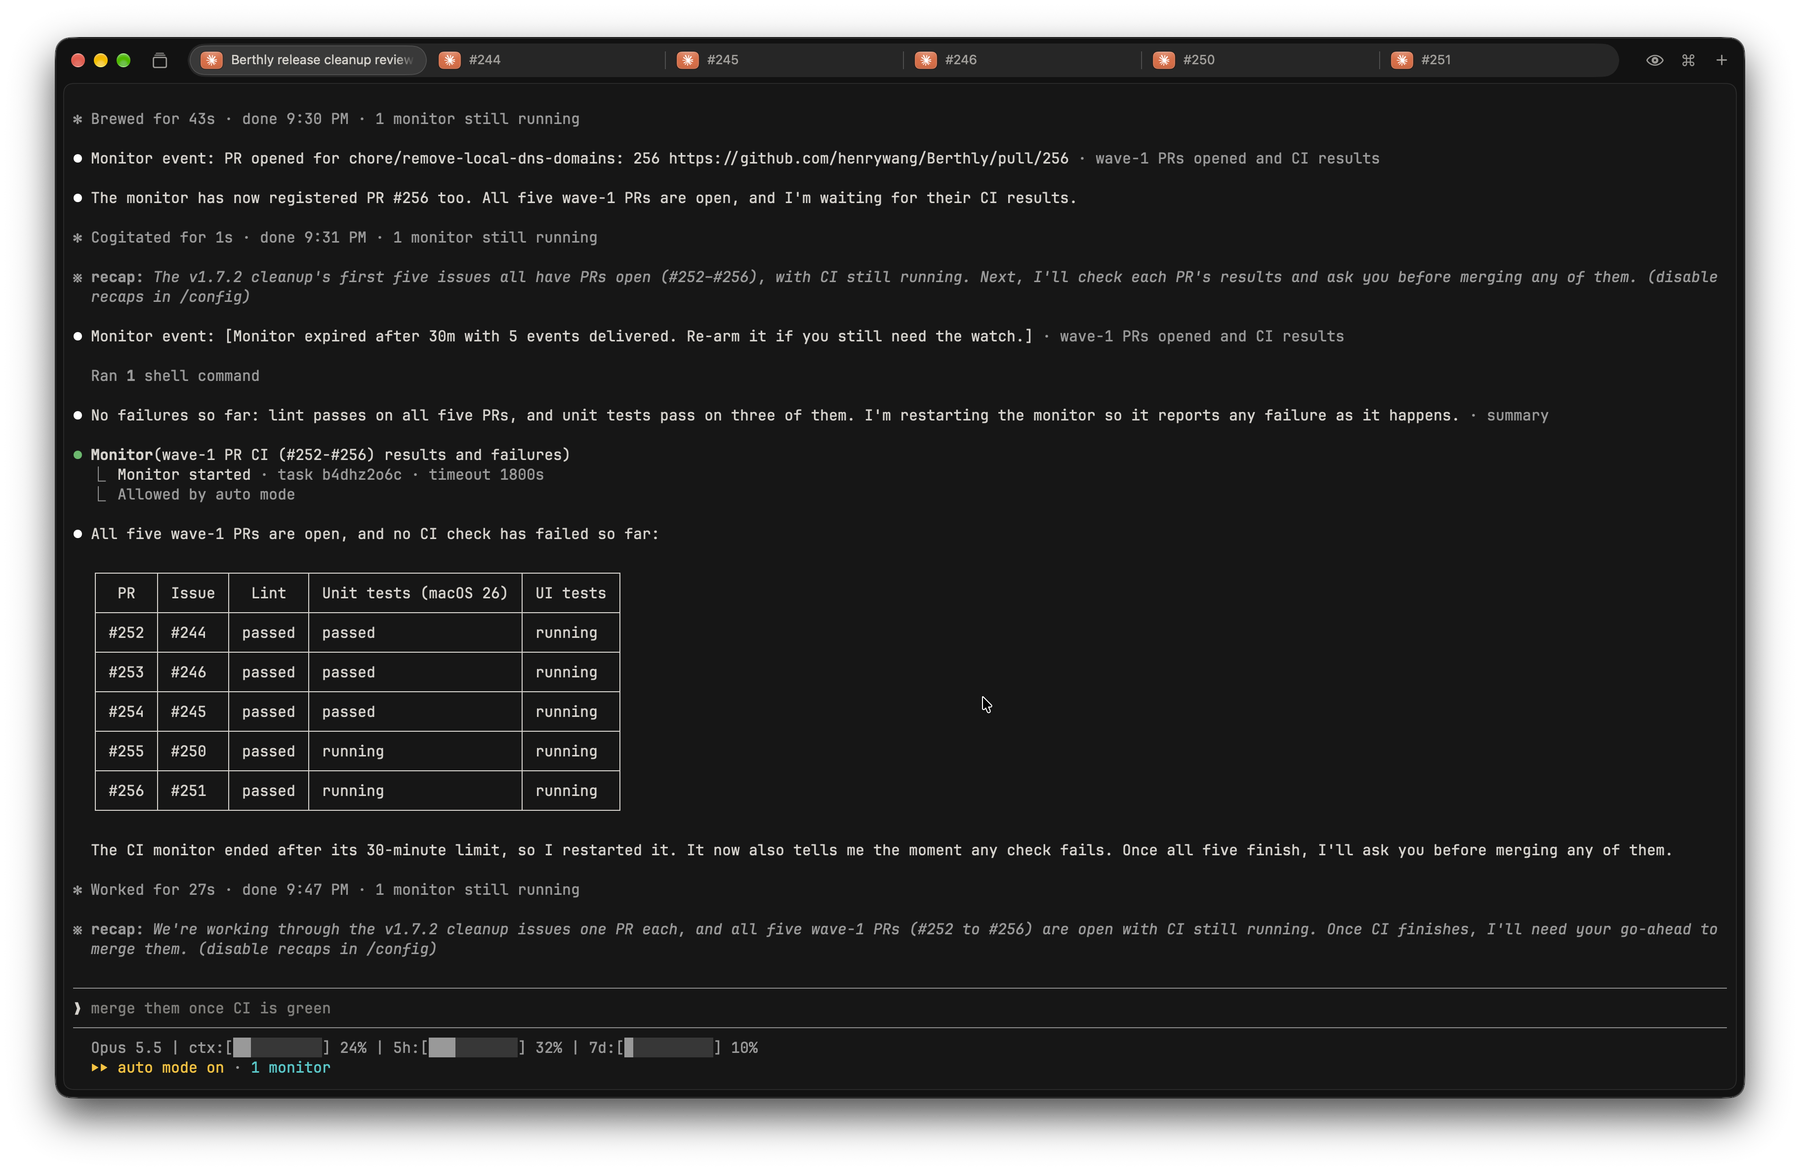 Berthly release cleanup review
#244
#245
#246
#250
#251
✻ Brewed for 43s · done 9:30 PM · 1 monitor still running
● Monitor event: PR opened for chore/remove-local-dns-domains: 256 https://github.com/henrywang/Berthly/pull/256 · wave-1 PRs opened and CI results
● The monitor has now registered PR #256 too. All five wave-1 PRs are open, and I'm waiting for their CI results.
✻ Cogitated for 1s · done 9:31 PM · 1 monitor still running
※ recap: The v1.7.2 cleanup's first five issues all have PRs open (#252–#256), with CI still running. Next, I'll check each PR's results and ask you before merging any of them. (disable
recaps in /config)
● Monitor event: [Monitor expired after 30m with 5 events delivered. Re-arm it if you still need the watch.] · wave-1 PRs opened and CI results
Ran 1 shell command
● No failures so far: lint passes on all five PRs, and unit tests pass on three of them. I'm restarting the monitor so it reports any failure as it happens. · summary
● Monitor(wave-1 PR CI (#252-#256) results and failures)
⎿ Monitor started · task b4dhz2o6c · timeout 1800s
⎿ Allowed by auto mode
● All five wave-1 PRs are open, and no CI check has failed so far:
PR Issue Lint Unit tests (macOS 26) UI tests
#252 #244 passed passed running
#253 #246 passed passed running
#254 #245 passed passed running
#255 #250 passed running running
#256 #251 passed running running
The CI monitor ended after its 30-minute limit, so I restarted it. It now also tells me the moment any check fails. Once all five finish, I'll ask you before merging any of them.
✻ Worked for 27s · done 9:47 PM · 1 monitor still running
※ recap: We're working through the v1.7.2 cleanup issues one PR each, and all five wave-1 PRs (#252 to #256) are open with CI still running. Once CI finishes, I'll need your go-ahead to
merge them. (disable recaps in /config)
❯ merge them once CI is green
Opus 5.5 | ctx:[] 24% | 5h:[] 32% | 7d:[] 10%
⏵⏵ auto mode on · 1 monitor